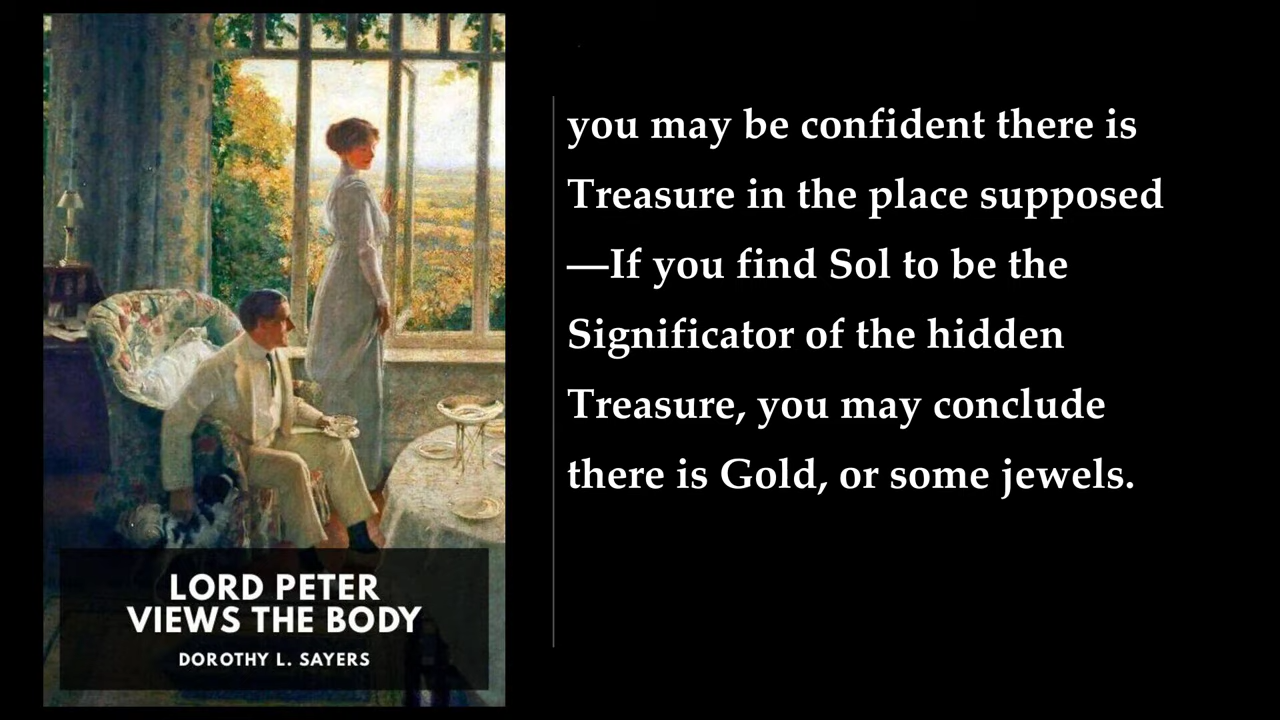 you may be confident there is
Treasure in the place supposed
—If you find Sol to be the
Significator of the hidden
Treasure, you may conclude
there is Gold, or some jewels.
LORD PETER
VIEWS THE BODY
DOROTHY L. SAYERS